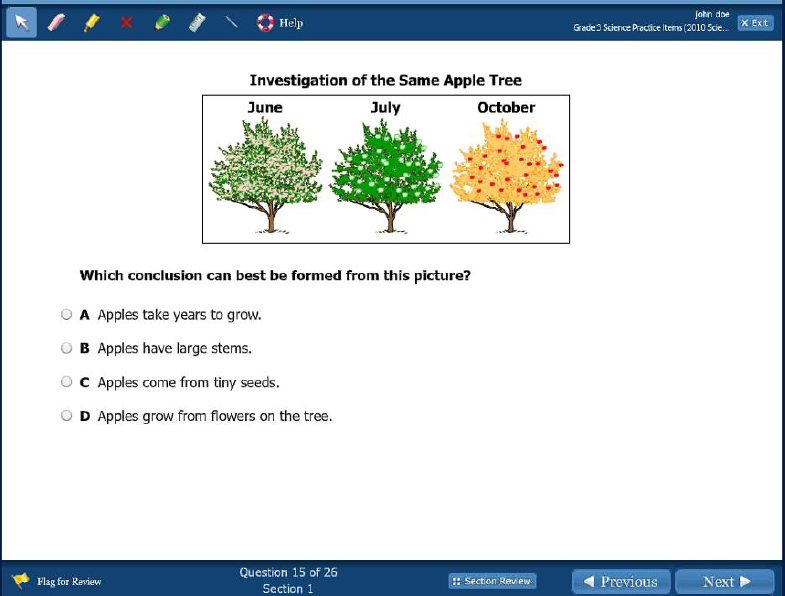 john doe
Help
Grade 3 Science Practice Items (2010 Scie...
X Exit
Investigation of the Same Apple Tree
June July October
Which conclusion can best be formed from this picture?
A Apples take years to grow.
B Apples have large stems.
C Apples come from tiny seeds.
D Apples grow from flowers on the tree.
Flag for Review
Question 15 of 26
Section 1
Section Review
Previous
Next